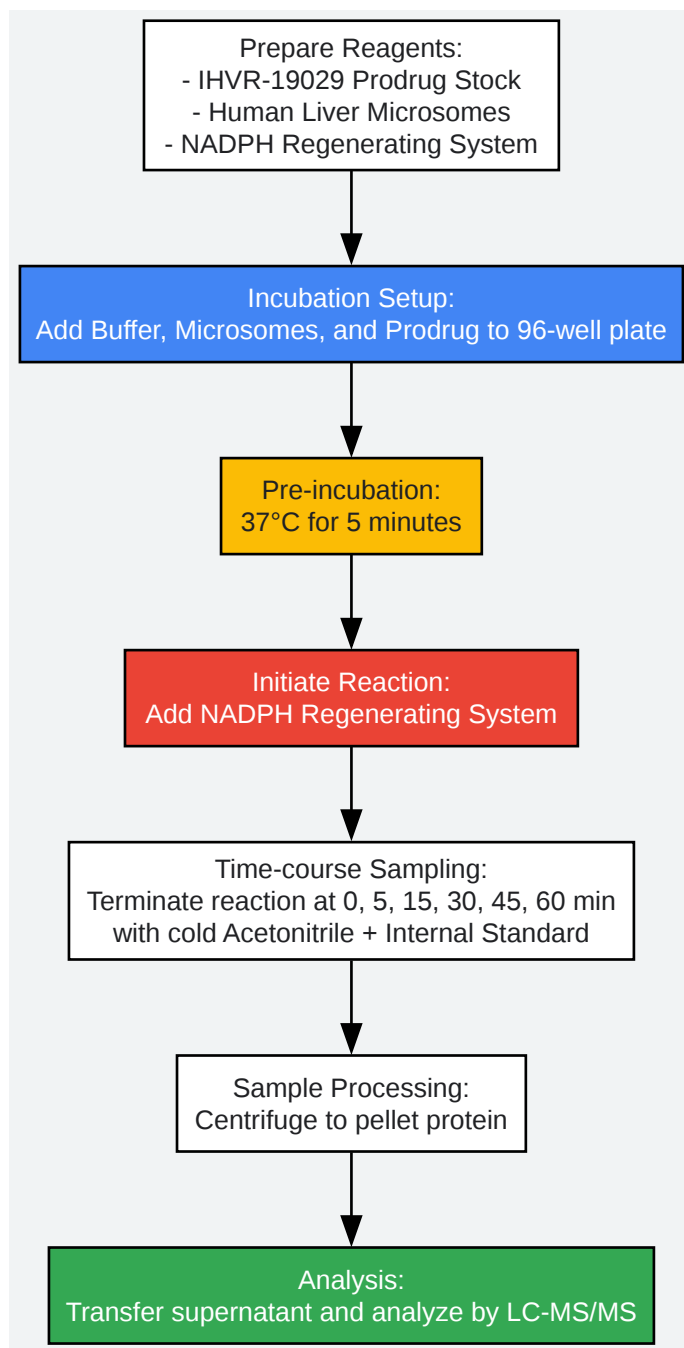 Prepare Reagents:
- IHVR-19029 Prodrug Stock
- Human Liver Microsomes
- NADPH Regenerating System
Incubation Setup:
Add Buffer, Microsomes, and Prodrug to 96-well plate
Pre-incubation:
37°C for 5 minutes
Initiate Reaction:
Add NADPH Regenerating System
Time-course Sampling:
Terminate reaction at 0, 5, 15, 30, 45, 60 min
with cold Acetonitrile + Internal Standard
Sample Processing:
Centrifuge to pellet protein
Analysis:
Transfer supernatant and analyze by LC-MS/MS